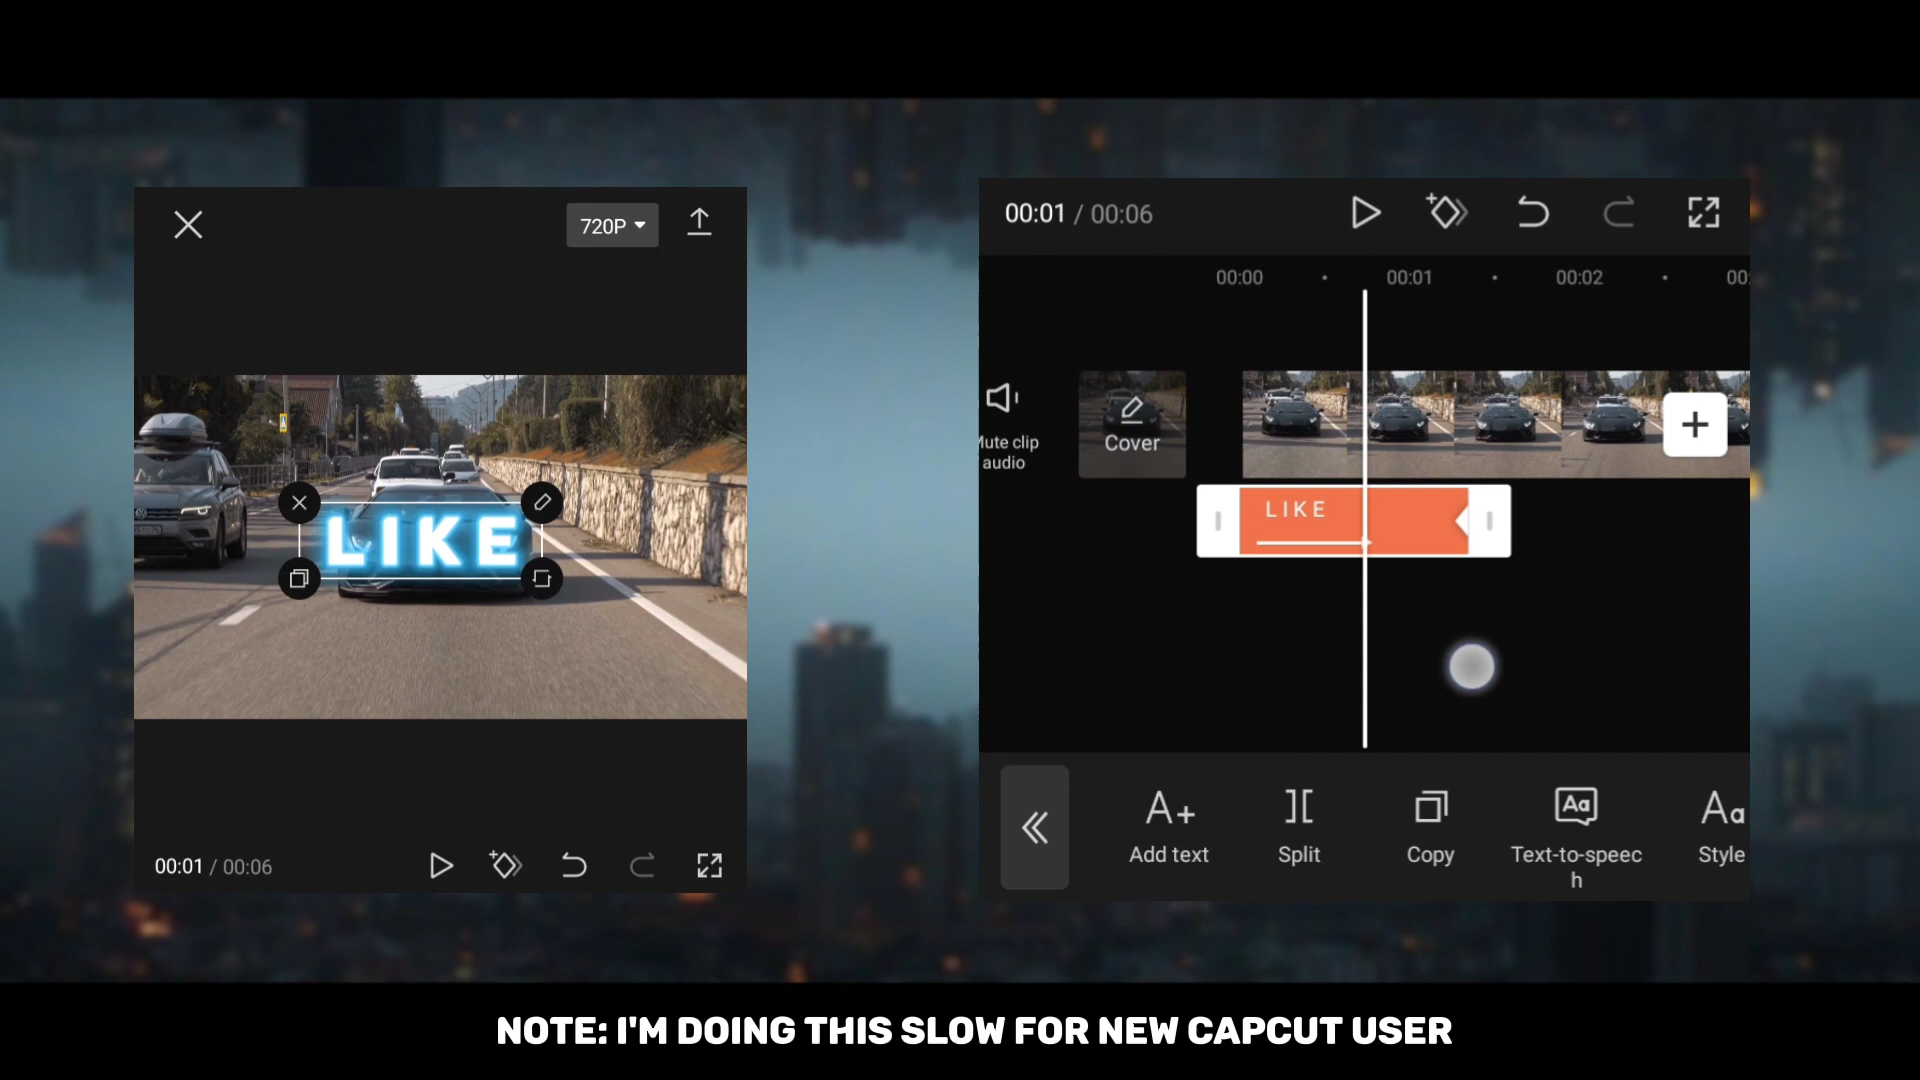 720P
LIKE
00:01 / 00:06
00:01 / 00:06
00:00
00:01
00:02
00:
Mute clip
audio
Cover
LIKE
Add text
Split
Copy
Text-to-speec
h
Style
NOTE: I'M DOING THIS SLOW FOR NEW CAPCUT USER